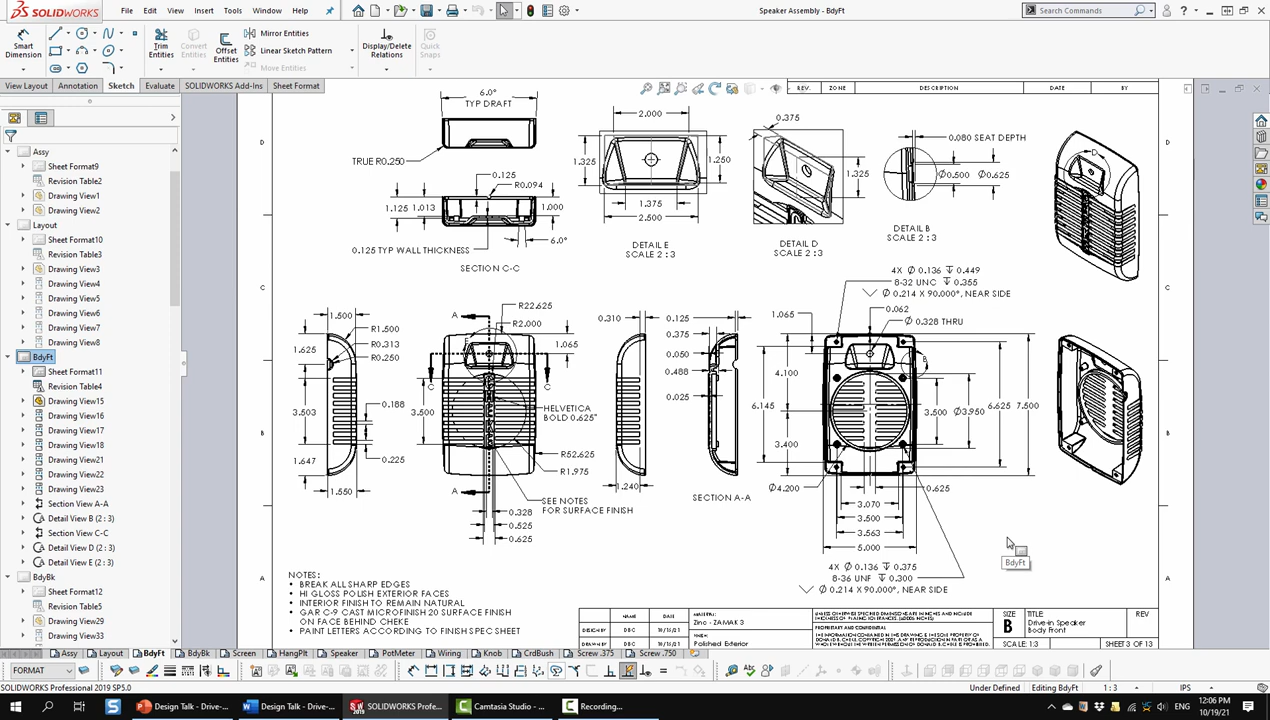 SOLIDWORKS
File Edit View Insert Tools Window Help
Speaker Assembly - BdyFt
Search Commands
Smart Dimension
Trim Entities
Convert Entities
Offset Entities
Mirror Entities
Linear Sketch Pattern
Move Entities
Display/Delete Relations
Quick Snaps
View Layout Annotation Sketch Evaluate SOLIDWORKS Add-Ins Sheet Format
Assy
Sheet Format9
Revision Table2
Drawing View1
Drawing View2
Layout
Sheet Format10
Revision Table3
Drawing View3
Drawing View4
Drawing View5
Drawing View6
Drawing View7
Drawing View8
BdyFt
Sheet Format11
Revision Table4
Drawing View15
Drawing View16
Drawing View17
Drawing View18
Drawing View21
Drawing View22
Drawing View23
Section View A-A
Detail View B (2 : 3)
Section View C-C
Detail View D (2 : 3)
Detail View E (2 : 3)
BdyBk
Sheet Format12
Revision Table5
Drawing View29
Drawing View33
REV. ZONE DESCRIPTION DATE BY
D
C
B
A
D
C
B
A
6.0°
TYP DRAFT
TRUE R0.250
0.125
R0.094
1.125
1.013
1.000
0.125 TYP WALL THICKNESS
6.0°
SECTION C-C
2.000
1.325
1.250
1.375
2.500
DETAIL E
SCALE 2 : 3
0.375
1.325
DETAIL D
SCALE 2 : 3
0.080 SEAT DEPTH
Ø0.500
Ø0.625
DETAIL B
SCALE 2 : 3
D
1.500
R1.500
R0.313
R0.250
1.625
3.503
0.188
1.647
0.225
1.550
A
R22.625
R2.000
1.065
E
C
C
3.500
HELVETICA
BOLD 0.625"
R52.625
R1.975
A
SEE NOTES
FOR SURFACE FINISH
0.328
0.525
0.625
0.310
1.240
0.125
0.375
0.050
0.488
0.025
SECTION A-A
4X Ø 0.136 ↧ 0.449
8-32 UNC ↧ 0.355
⌵ Ø 0.214 X 90.000°, NEAR SIDE
1.065
0.062
Ø 0.328 THRU
B
4.100
6.145
3.400
3.500
Ø3.950
6.625
7.500
Ø4.200
0.625
3.070
3.500
3.563
5.000
4X Ø 0.136 ↧ 0.375
8-36 UNF ↧ 0.300
⌵ Ø 0.214 X 90.000°, NEAR SIDE
BdyFt
NOTES:
• BREAK ALL SHARP EDGES
• HI GLOSS POLISH EXTERIOR FACES
• INTERIOR FINISH TO REMAIN NATURAL
• GAR C-9 CAST MICROFINISH 20 SURFACE FINISH
ON FACE BEHIND CHEKE
• PAINT LETTERS ACCORDING TO FINISH SPEC SHEET
NAME DATE
DESIGN BY DBC 10/15/21
Zinc - ZAMAK 3
FINISH:
Polished Exterior
PROPRIETARY AND CONFIDENTIAL
SIZE
B
TITLE:
Drive-in Speaker
Body Front
REV
SCALE: 1:3
SHEET 3 OF 13
Assy Layout BdyFt BdyBk Screen HangPlt Speaker PotMeter Wiring Knob CrdBush Screw .375 Screw .750
FORMAT
SOLIDWORKS Professional 2019 SP5.0
Under Defined
Editing BdyFt
1 : 3
IPS
Design Talk - Drive-...
Design Talk - Drive-...
SOLIDWORKS Profe...
Camtasia Studio - ...
Recording...
ENG
12:06 PM
10/19/21